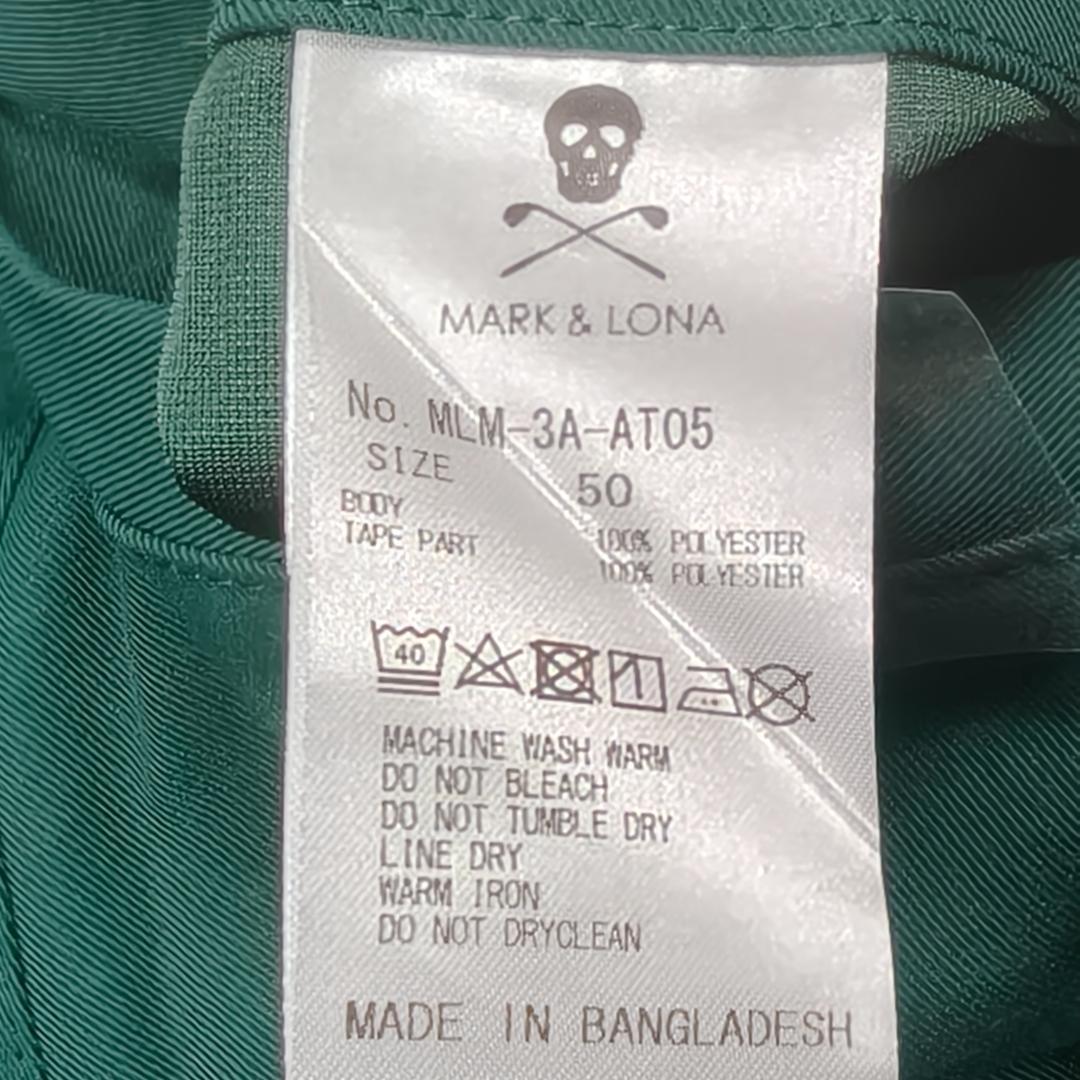 MARK & LONA
No. MLM-3A-AT05
SIZE 50
BODY 100% POLYESTER
TAPE PART 100% POLYESTER
40
MACHINE WASH WARM
DO NOT BLEACH
DO NOT TUMBLE DRY
LINE DRY
WARM IRON
DO NOT DRYCLEAN
MADE IN BANGLADESH